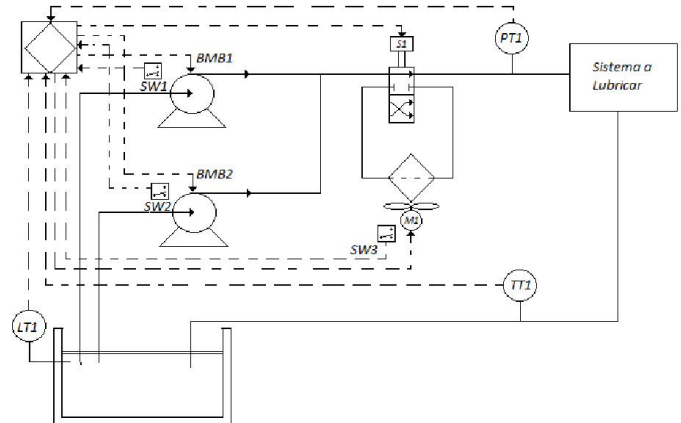 S1
PT1
BMB1
SW1
Sistema a
Lubricar
BMB2
SW2
M1
SW3
TT1
LT1